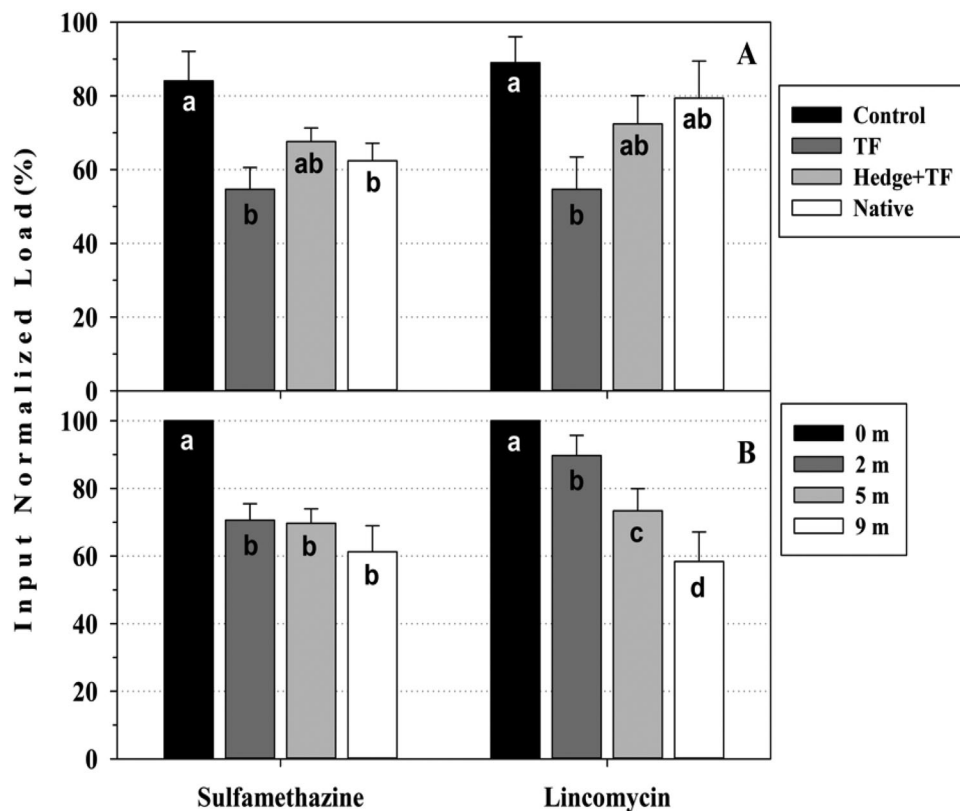 Input Normalized Load (%)
100
80
60
40
20
0
A
a
b
ab
b
a
b
ab
ab
Control
TF
Hedge+TF
Native
100
80
60
40
20
0
B
a
b
b
b
a
b
c
d
0 m
2 m
5 m
9 m
Sulfamethazine Lincomycin